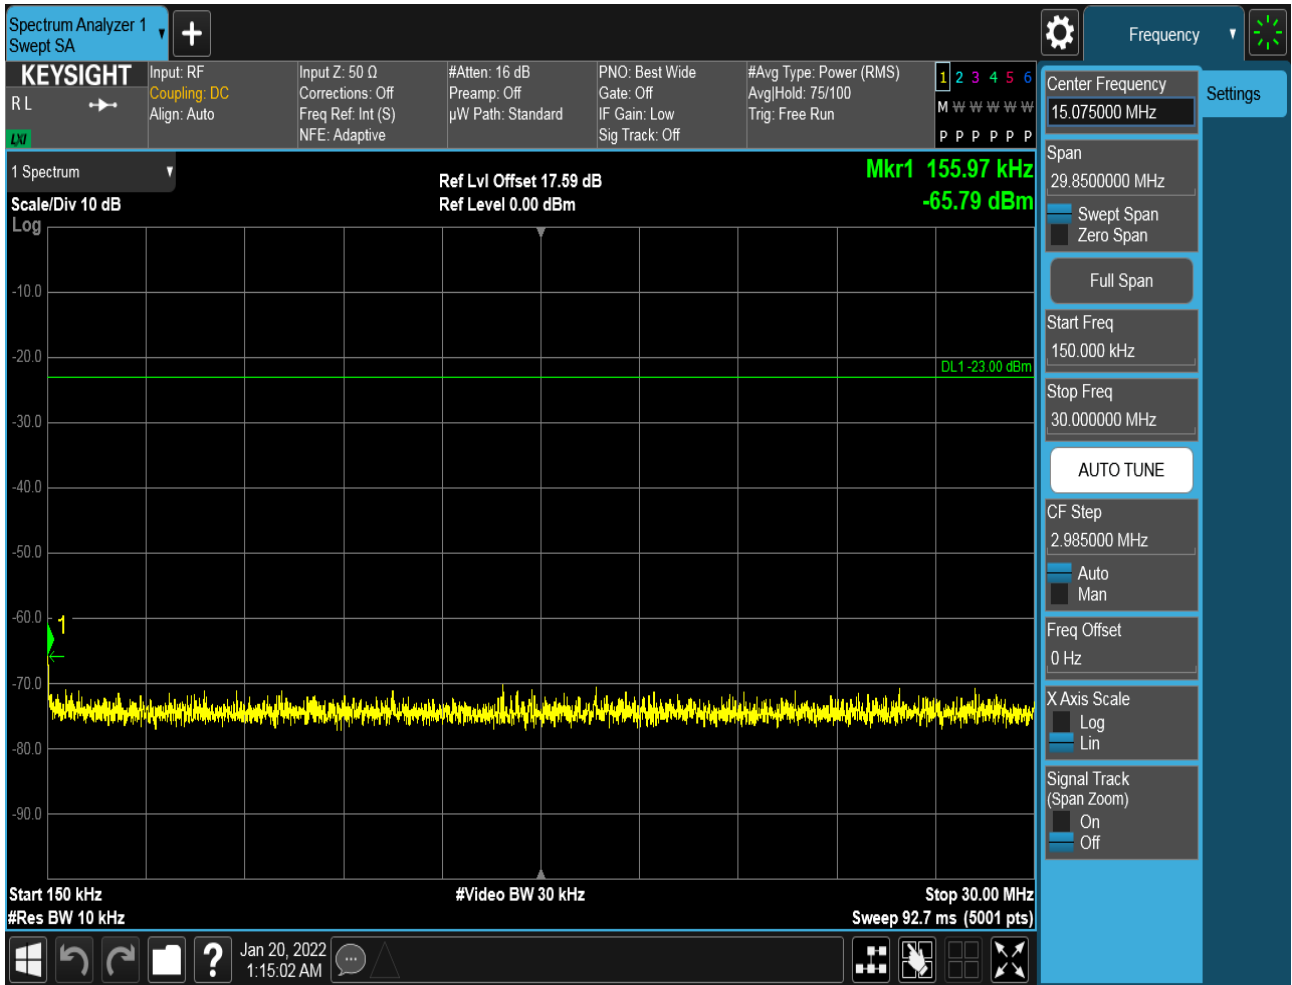 Spectrum Analyzer 1
Swept SA
Frequency
KEYSIGHT
R L
LXI
Input: RF
Coupling: DC
Align: Auto
Input Z: 50 Ω
Corrections: Off
Freq Ref: Int (S)
NFE: Adaptive
#Atten: 16 dB
Preamp: Off
µW Path: Standard
PNO: Best Wide
Gate: Off
IF Gain: Low
Sig Track: Off
#Avg Type: Power (RMS)
Avg|Hold: 75/100
Trig: Free Run
1 2 3 4 5 6
M W W W W W
P P P P P P
1 Spectrum
Scale/Div 10 dB
Log
Ref Lvl Offset 17.59 dB
Ref Level 0.00 dBm
Mkr1 155.97 kHz
-65.79 dBm
-10.0
-20.0
DL1 -23.00 dBm
-30.0
-40.0
-50.0
-60.0
1
-70.0
-80.0
-90.0
Start 150 kHz
#Res BW 10 kHz
#Video BW 30 kHz
Stop 30.00 MHz
Sweep 92.7 ms (5001 pts)
Jan 20, 2022
1:15:02 AM
Center Frequency
15.075000 MHz
Settings
Span
29.8500000 MHz
Swept Span
Zero Span
Full Span
Start Freq
150.000 kHz
Stop Freq
30.000000 MHz
AUTO TUNE
CF Step
2.985000 MHz
Auto
Man
Freq Offset
0 Hz
X Axis Scale
Log
Lin
Signal Track
(Span Zoom)
On
Off